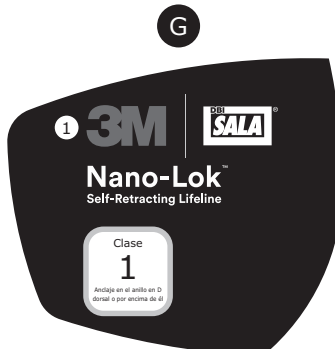 G
1
3M
DBI
SALA®
Nano-Lok™
Self-Retracting Lifeline
Clase
1
Anclaje en el anillo en D
dorsal o por encima de él